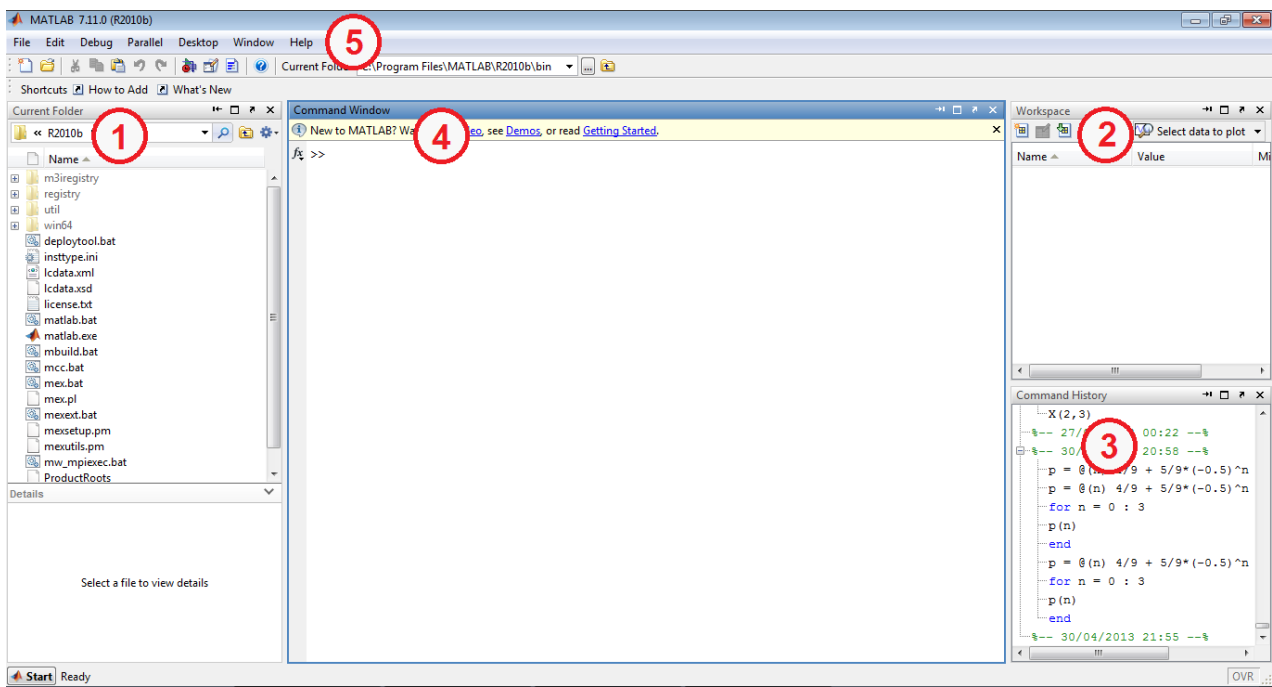 MATLAB 7.11.0 (R2010b)
File Edit Debug Parallel Desktop Window Help
5
Current :\Program Files\MATLAB\R2010b\bin
Shortcuts How to Add What's New
Current Folder
« R2010b
1
Name
m3iregistry
registry
util
win64
deploytool.bat
insttype.ini
lcdata.xml
lcdata.xsd
license.txt
matlab.bat
matlab.exe
mbuild.bat
mcc.bat
mex.bat
mex.pl
mexext.bat
mexsetup.pm
mexutils.pm
mw_mpiexec.bat
ProductRoots
Details
Select a file to view details
Command Window
New to MATLAB? see Demos, or read Getting Started.
4
fx >>
Workspace
2
Select data to plot
Name Value Mi
Command History
X(2,3)
%-- 27/ 00:22 --%
3
%-- 30/ 20:58 --%
p = @(n) 4/9 + 5/9*(-0.5)^n
p = @(n) 4/9 + 5/9*(-0.5)^n
for n = 0 : 3
p(n)
end
p = @(n) 4/9 + 5/9*(-0.5)^n
for n = 0 : 3
p(n)
end
%-- 30/04/2013 21:55 --%
Start Ready
OVR